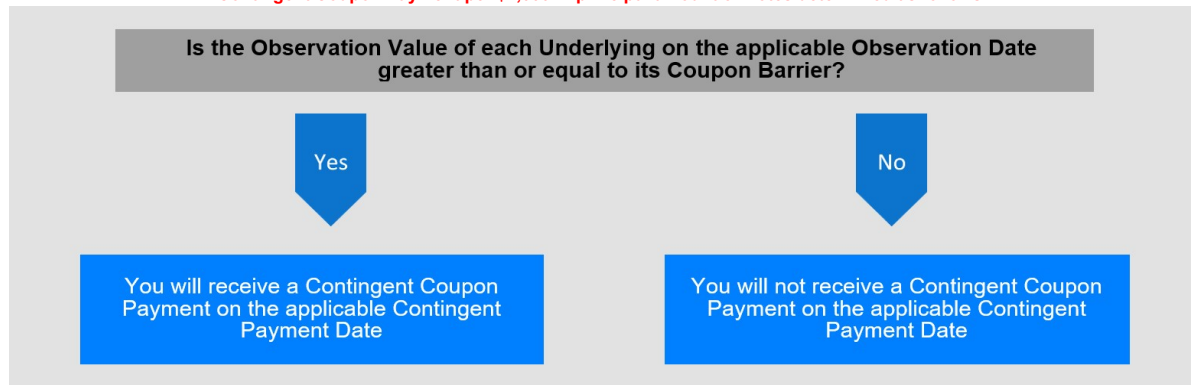 Is the Observation Value of each Underlying on the applicable Observation Date
greater than or equal to its Coupon Barrier?
Yes
No
You will receive a Contingent Coupon
Payment on the applicable Contingent
Payment Date
You will not receive a Contingent Coupon
Payment on the applicable Contingent
Payment Date